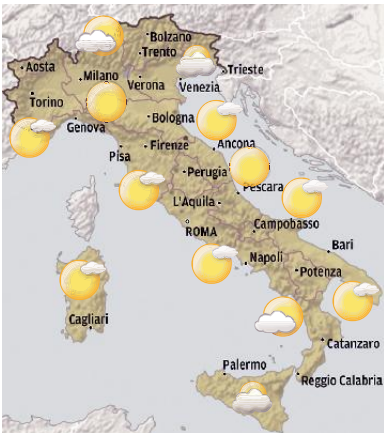 Bolzano
Trento
Aosta
Milano
Trieste
Verona
Venezia
Torino
Genova
Bologna
Pisa
Firenze
Ancona
Perugia
Pescara
L'Aquila
ROMA
Campobasso
Bari
Napoli
Potenza
Cagliari
Catanzaro
Palermo
Reggio Calabria